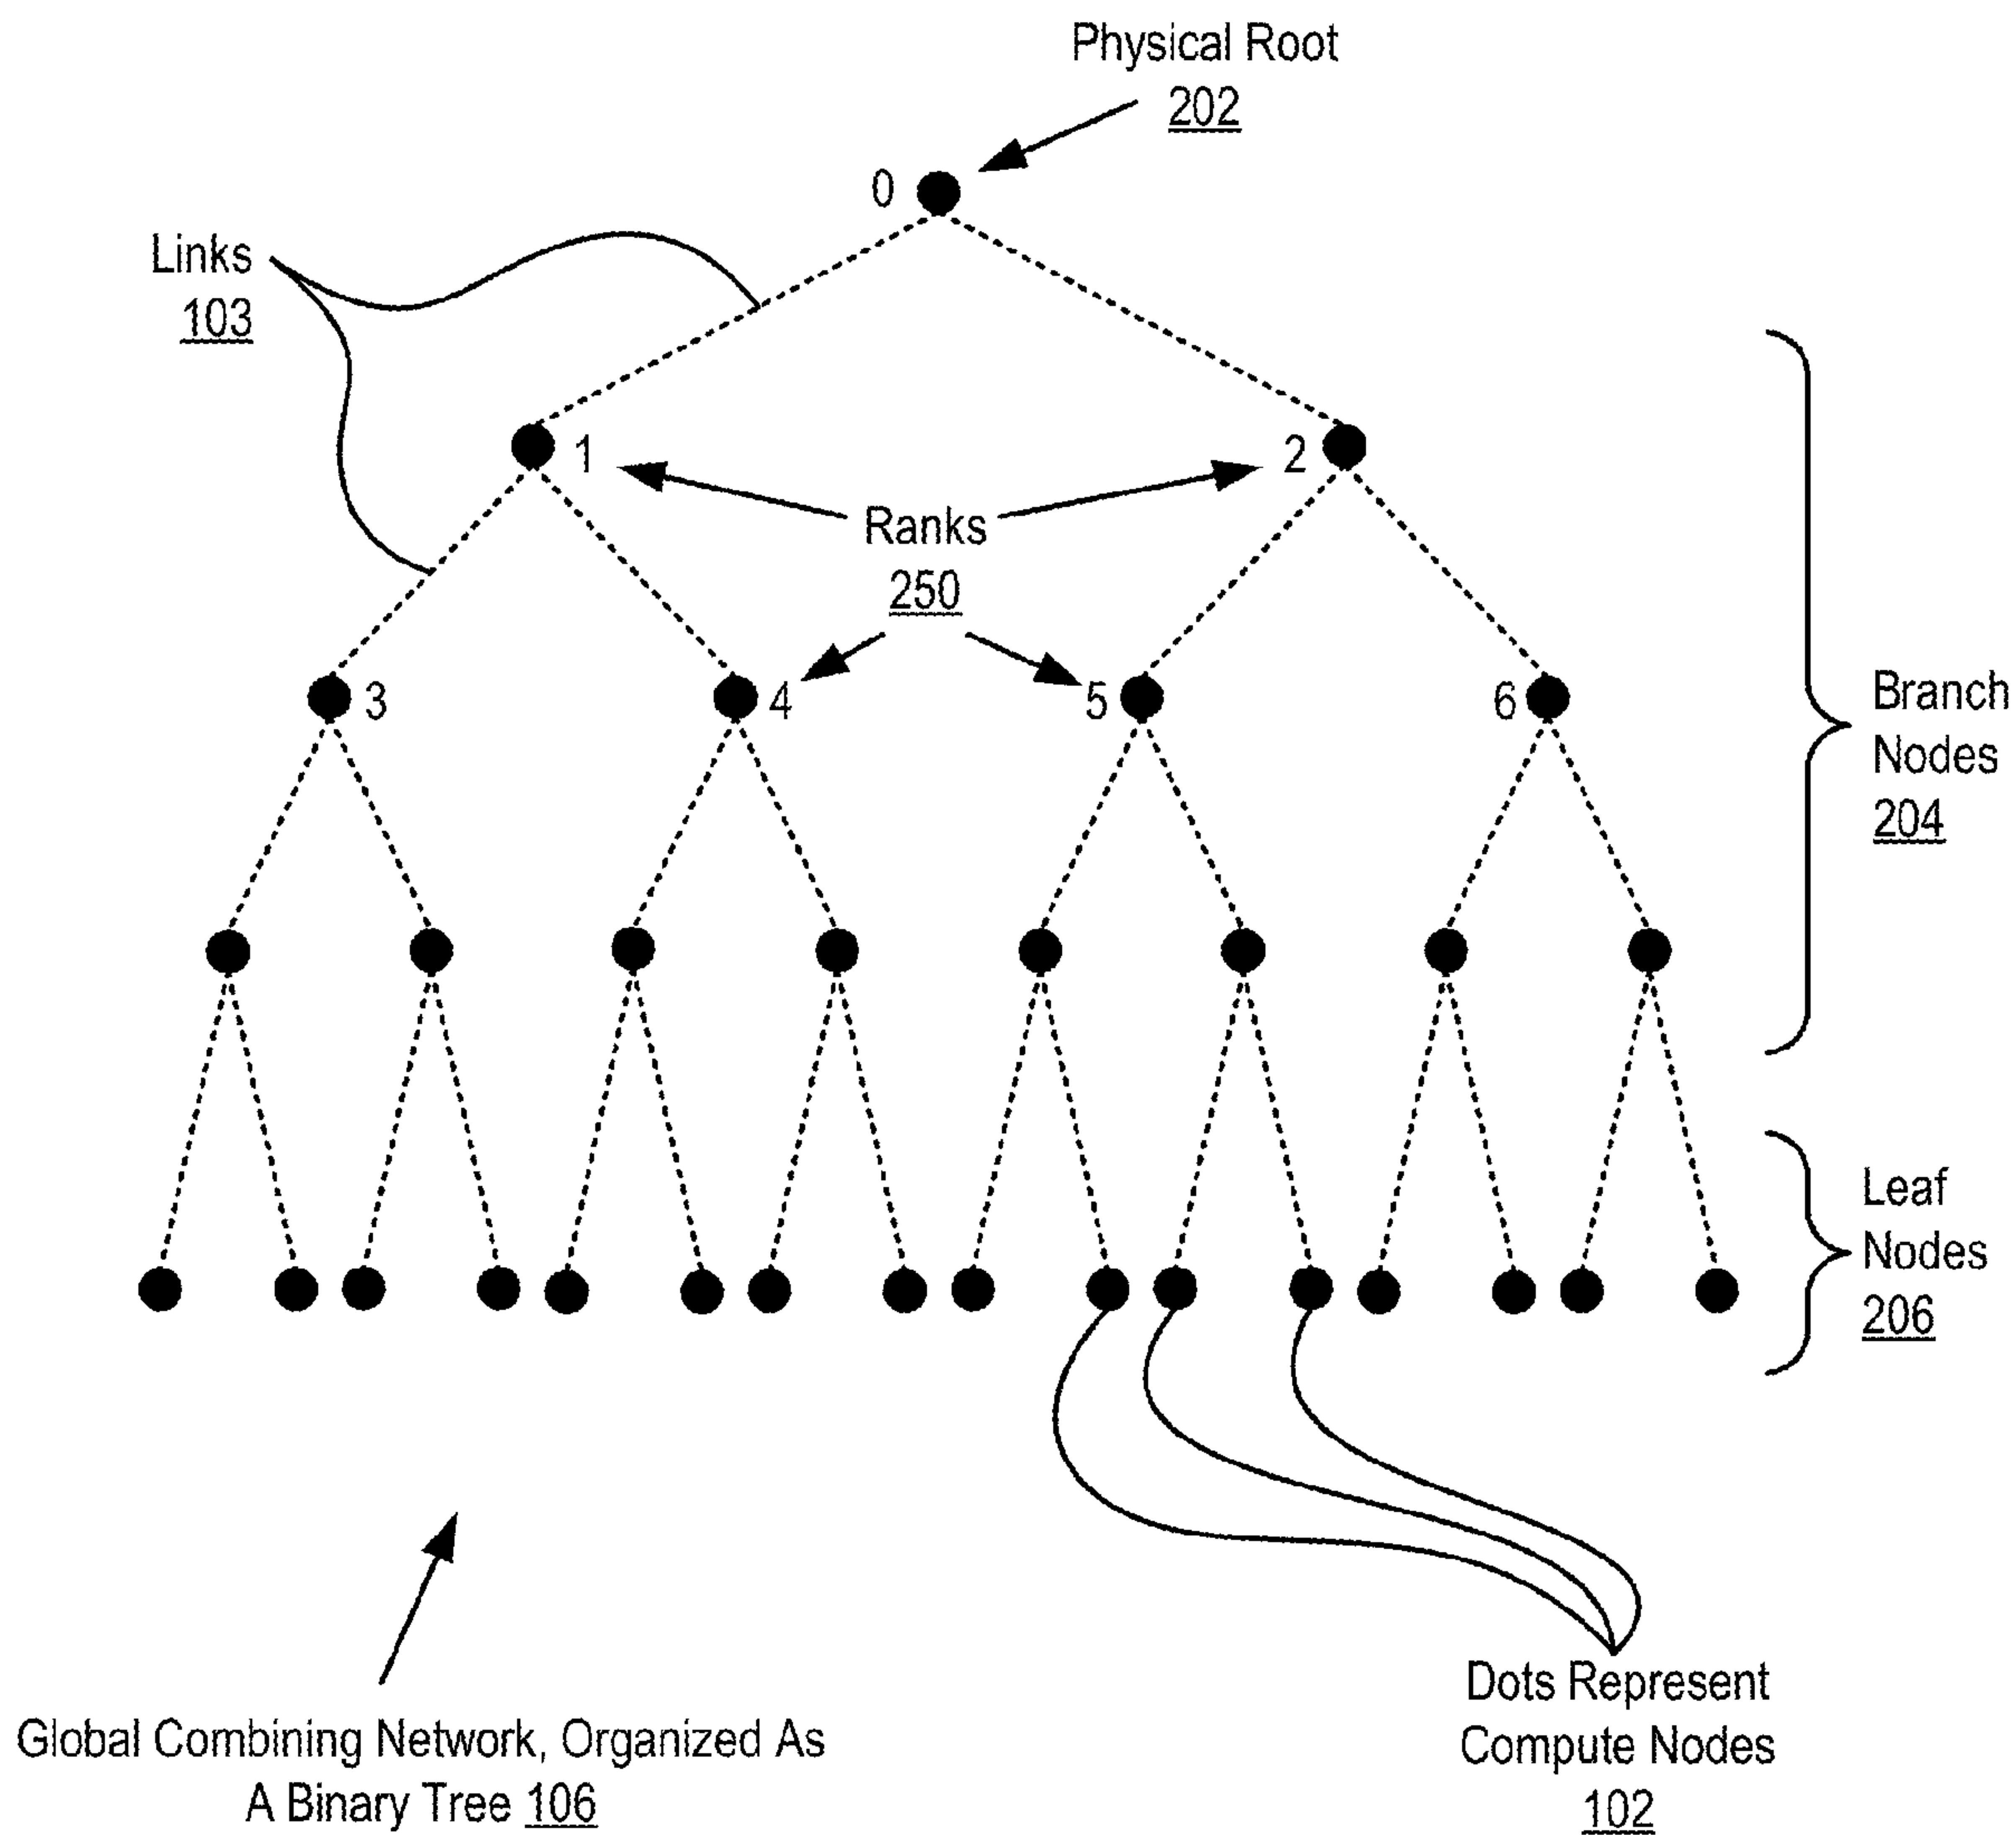 Physical Root
202
0
Links
103
1
2
Ranks
250
3
4
5
6
Branch
Nodes
204
Leaf
Nodes
206
Dots Represent
Compute Nodes
102
Global Combining Network, Organized As
A Binary Tree 106